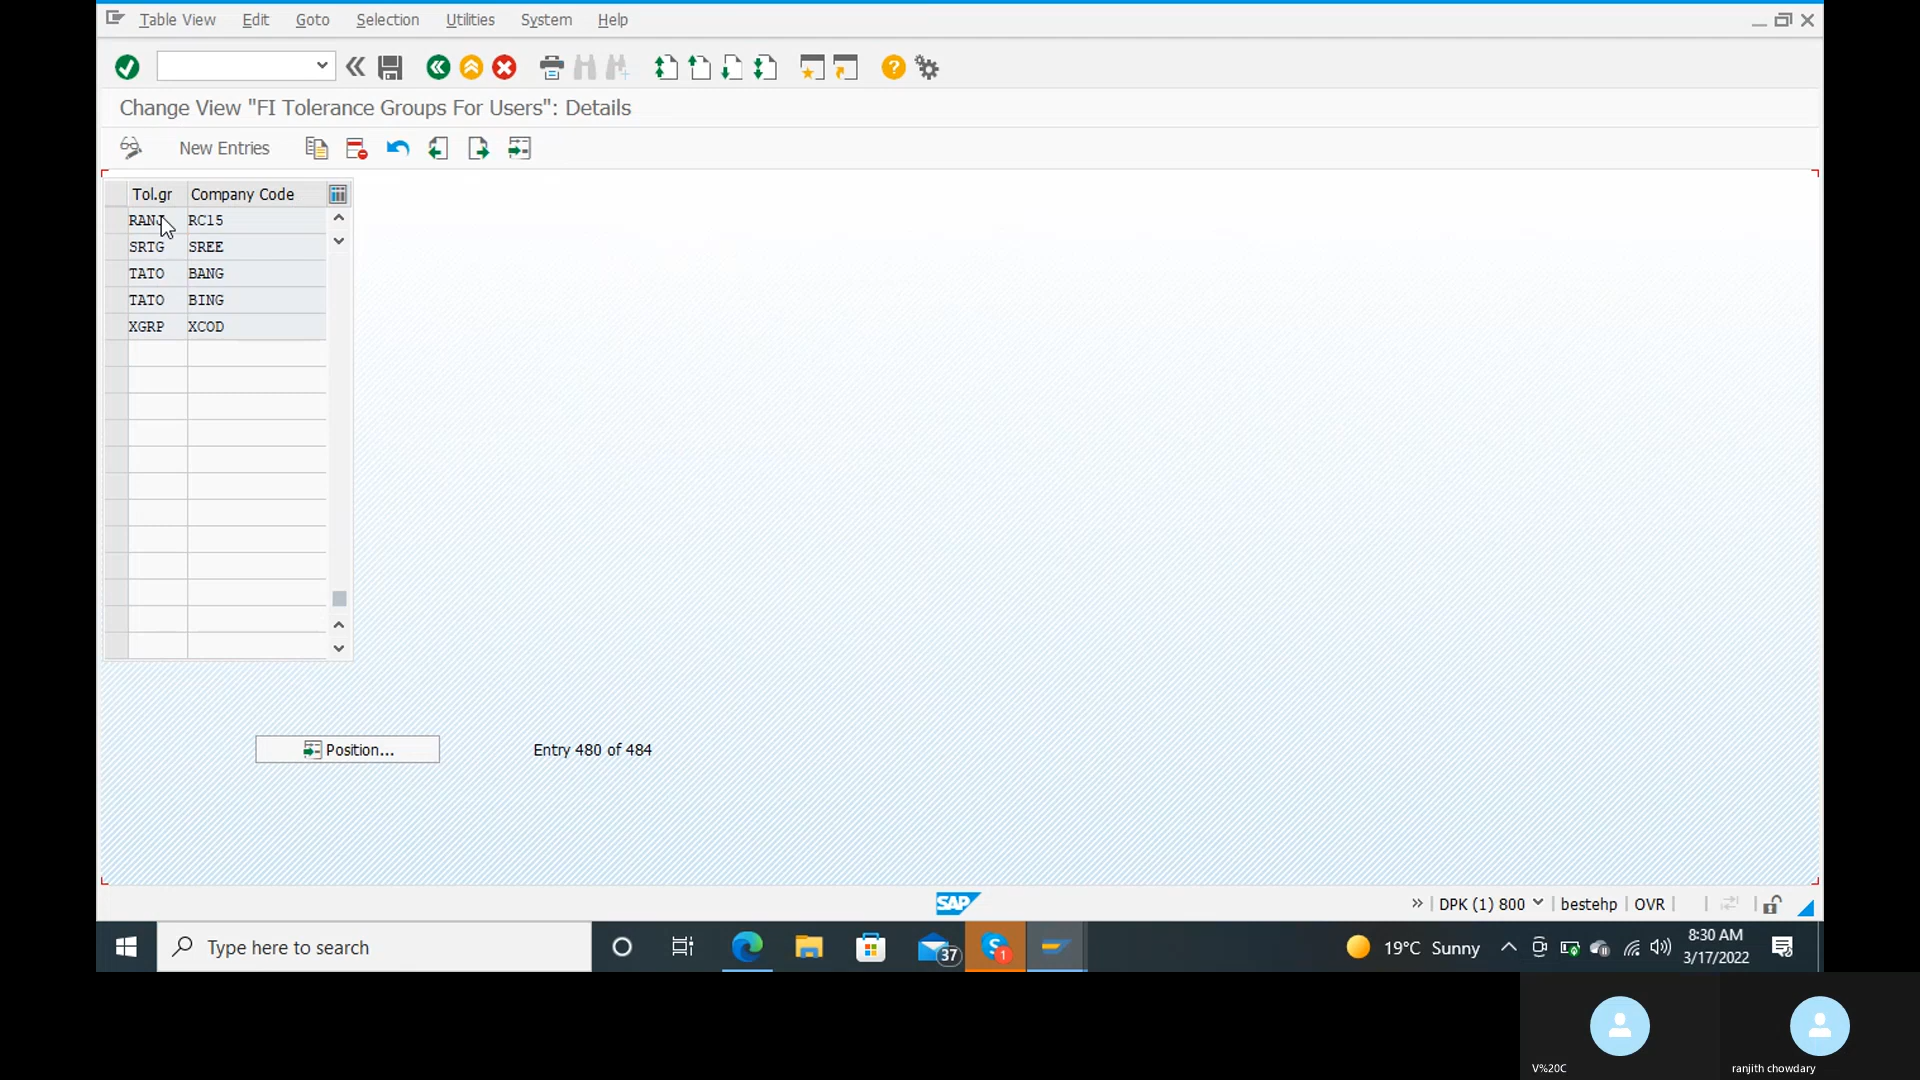 Table View Edit Goto Selection Utilities System Help
Change View "FI Tolerance Groups For Users": Details
New Entries
Tol.gr Company Code
RANJ RC15
SRTG SREE
TATO BANG
TATO BING
XGRP XCOD
Position... Entry 480 of 484
SAP DPK (1) 800 bestehp OVR
Type here to search 37 S 1 19°C Sunny 8:30 AM
3/17/2022
V%20C ranjith chowdary